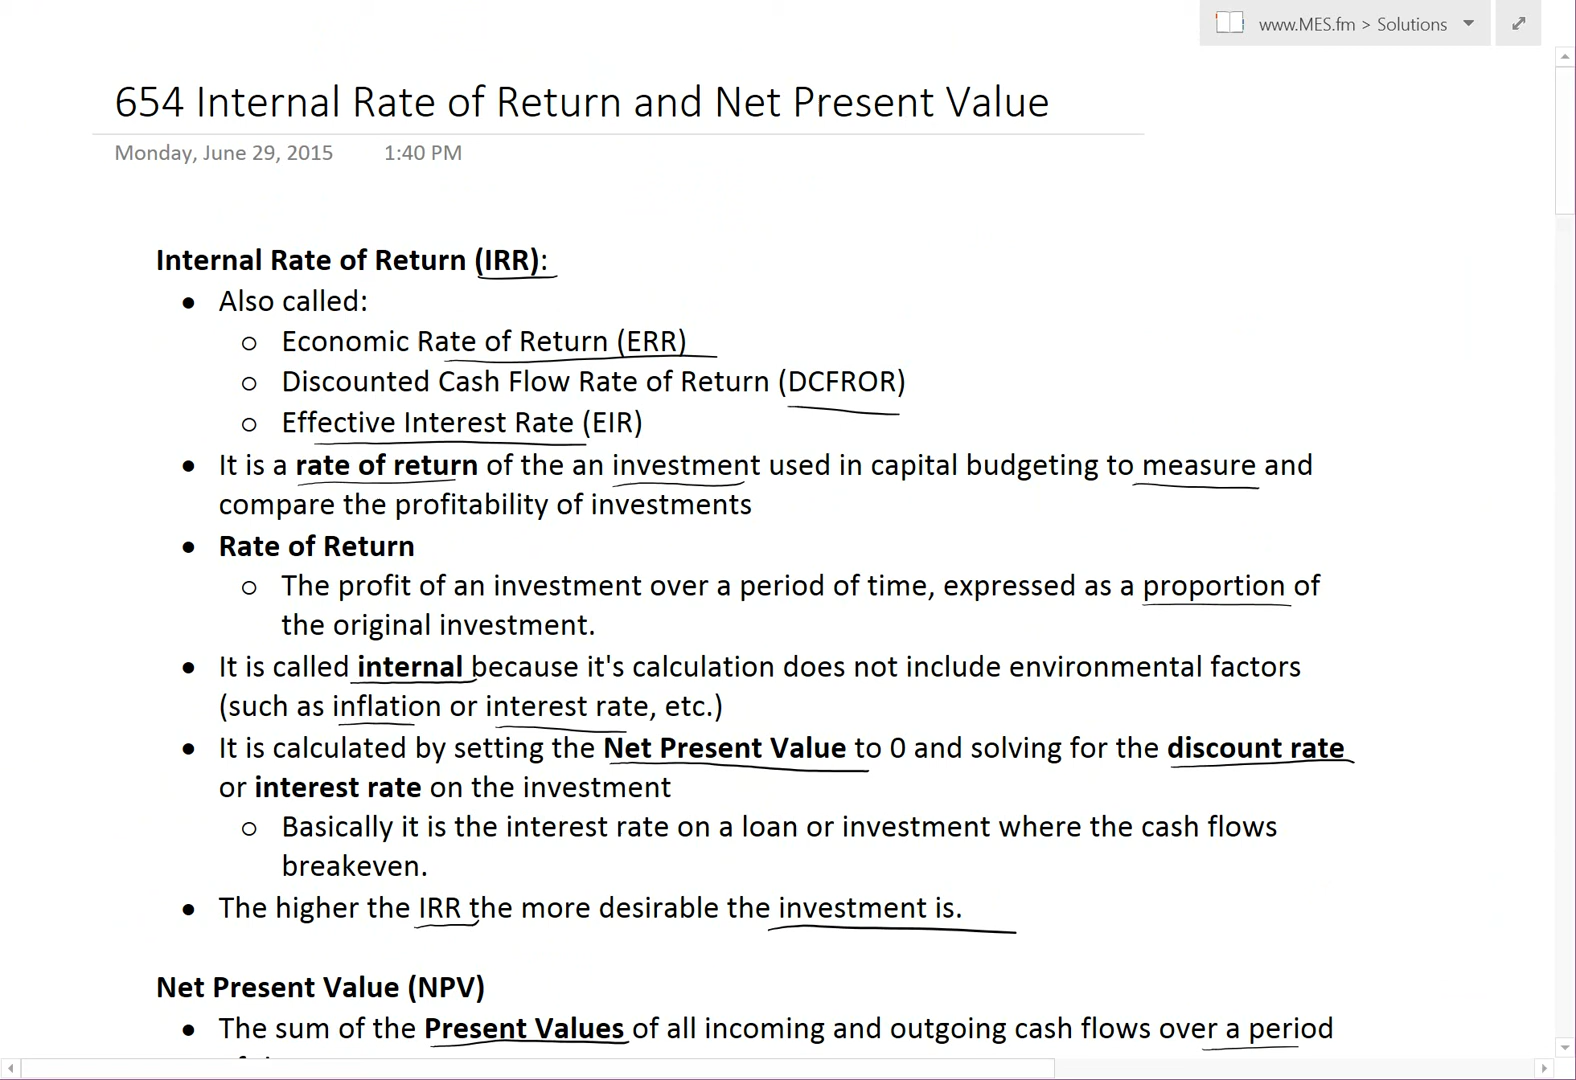 www.MES.fm > Solutions
654 Internal Rate of Return and Net Present Value
Monday, June 29, 2015 1:40 PM
Internal Rate of Return (IRR):
• Also called:
o Economic Rate of Return (ERR)
o Discounted Cash Flow Rate of Return (DCFROR)
o Effective Interest Rate (EIR)
• It is a rate of return of the an investment used in capital budgeting to measure and
compare the profitability of investments
• Rate of Return
o The profit of an investment over a period of time, expressed as a proportion of
the original investment.
• It is called internal because it's calculation does not include environmental factors
(such as inflation or interest rate, etc.)
• It is calculated by setting the Net Present Value to 0 and solving for the discount rate
or interest rate on the investment
o Basically it is the interest rate on a loan or investment where the cash flows
breakeven.
• The higher the IRR the more desirable the investment is.
Net Present Value (NPV)
• The sum of the Present Values of all incoming and outgoing cash flows over a period